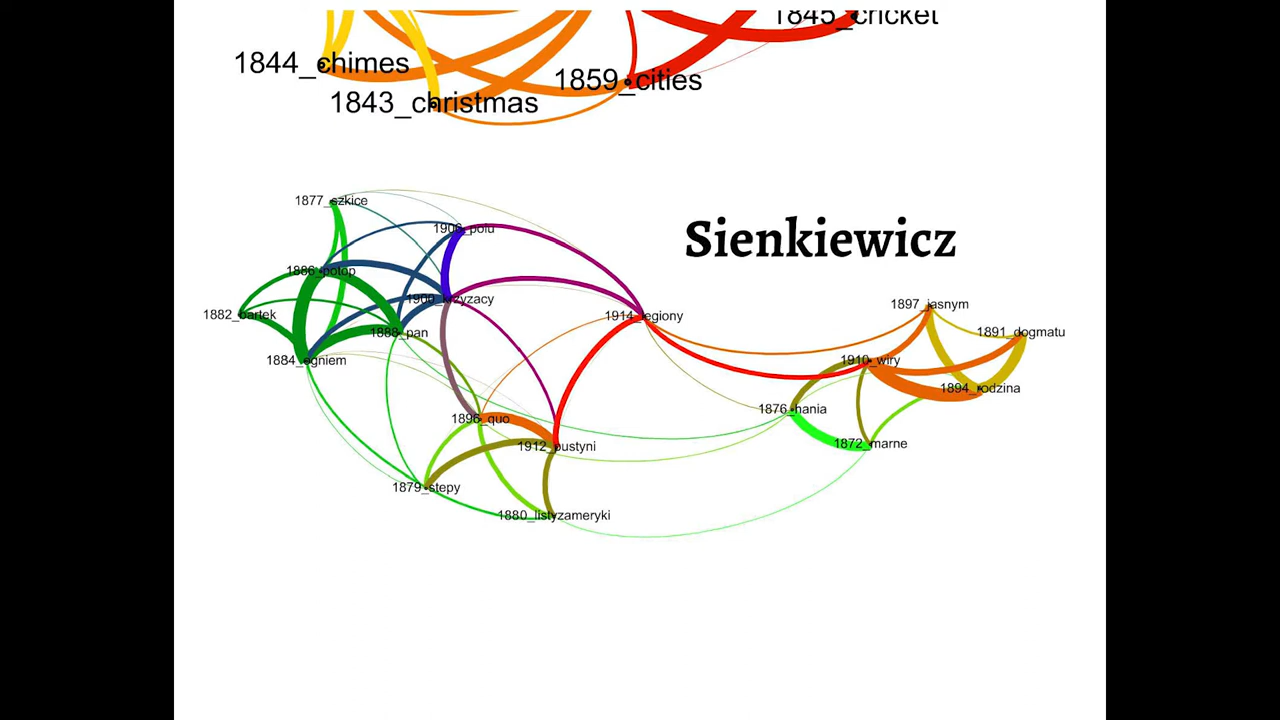 1845_cricket
1844_chimes
1859_cities
1843_christmas
1877_szkice
1906_polu
Sienkiewicz
1886_potop
1900_krzyzacy
1897_jasnym
1882_bartek
1914_legiony
1888_pan
1891_dogmatu
1884_ogniem
1910_wiry
1894_rodzina
1876_hania
1896_quo
1912_pustyni
1872_marne
1879_stepy
1880_listyzameryki